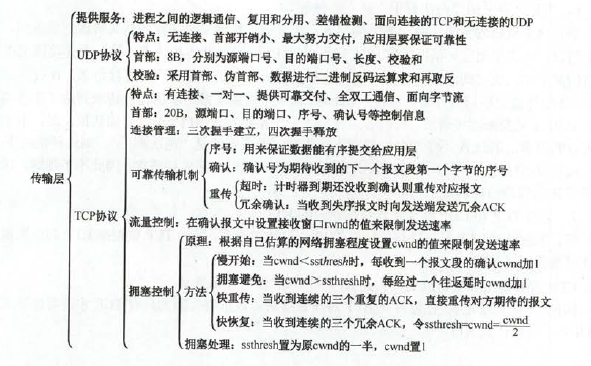 提供服务：进程之间的逻辑通信、复用和分用、差错检测、面向连接的TCP和无连接的UDP
特点：无连接、首部开销小、最大努力交付，应用层要保证可靠性
UDP协议
首部：8B，分别为源端口号、目的端口号、长度、校验和
校验：采用首部、伪首部、数据进行二进制反码运算求和再取反
特点：有连接、一对一、提供可靠交付、全双工通信、面向字节流
首部：20B，源端口、目的端口、序号、确认号等控制信息
连接管理：三次握手建立，四次握手释放
序号：用来保证数据能有序提交给应用层
确认：确认号为期待收到的下一个报文段第一个字节的序号
可靠传输机制
超时：计时器到期还没收到确认则重传对应报文
重传
冗余确认：当收到失序报文时向发送端发送冗余ACK
传输层
TCP协议
流量控制：在确认报文中设置接收窗口rwnd的值来限制发送速率
原理：根据自己估算的网络拥塞程度设置cwnd的值来限制发送速率
慢开始：当cwnd<ssthresh时，每收到一个报文段的确认cwnd加1
拥塞避免：当cwnd>ssthresh时，每经过一个往返延时cwnd加1
拥塞控制
方法
快重传：当收到连续的三个重复的ACK，直接重传对方期待的报文
快恢复：当收到连续的三个冗余ACK，令ssthresh=cwnd=cwnd/2
拥塞处理：ssthresh置为原cwnd的一半，cwnd置1